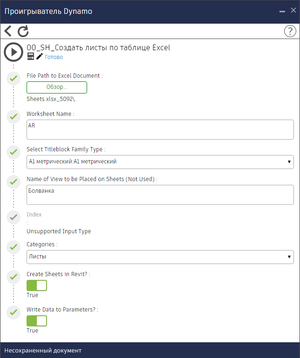 Проигрыватель Dynamo
00_SH_Создать листы по таблице Excel
Готово
File Path to Excel Document :
Обзор...
Sheets xlsx_5092\
Worksheet Name :
AR
Select Titleblock Family Type :
A1 метрический:A1 метрический
Name of View to be Placed on Sheets (Not Used) :
Болванка
Index
Unsupported Input Type
Categories :
Листы
Create Sheets in Revit? :
True
Write Data to Parameters? :
True
Несохраненный документ